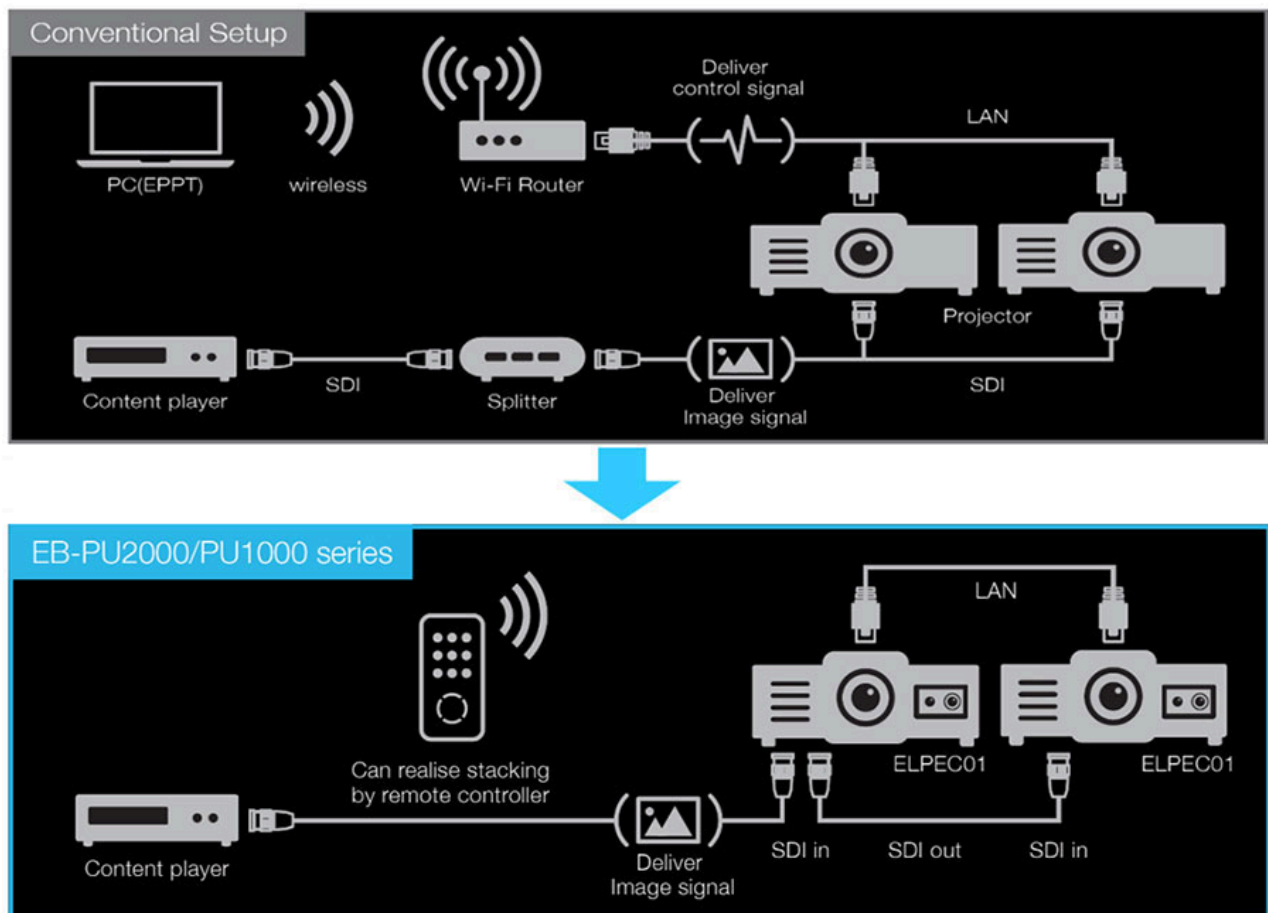 Conventional Setup
Deliver
control signal
LAN
PC(EPPT)
wireless
Wi-Fi Router
Projector
SDI
SDI
Content player
Splitter
Deliver
Image signal
EB-PU2000/PU1000 series
LAN
Can realise stacking
by remote controller
ELPEC01
ELPEC01
Content player
Deliver
Image signal
SDI in
SDI out
SDI in